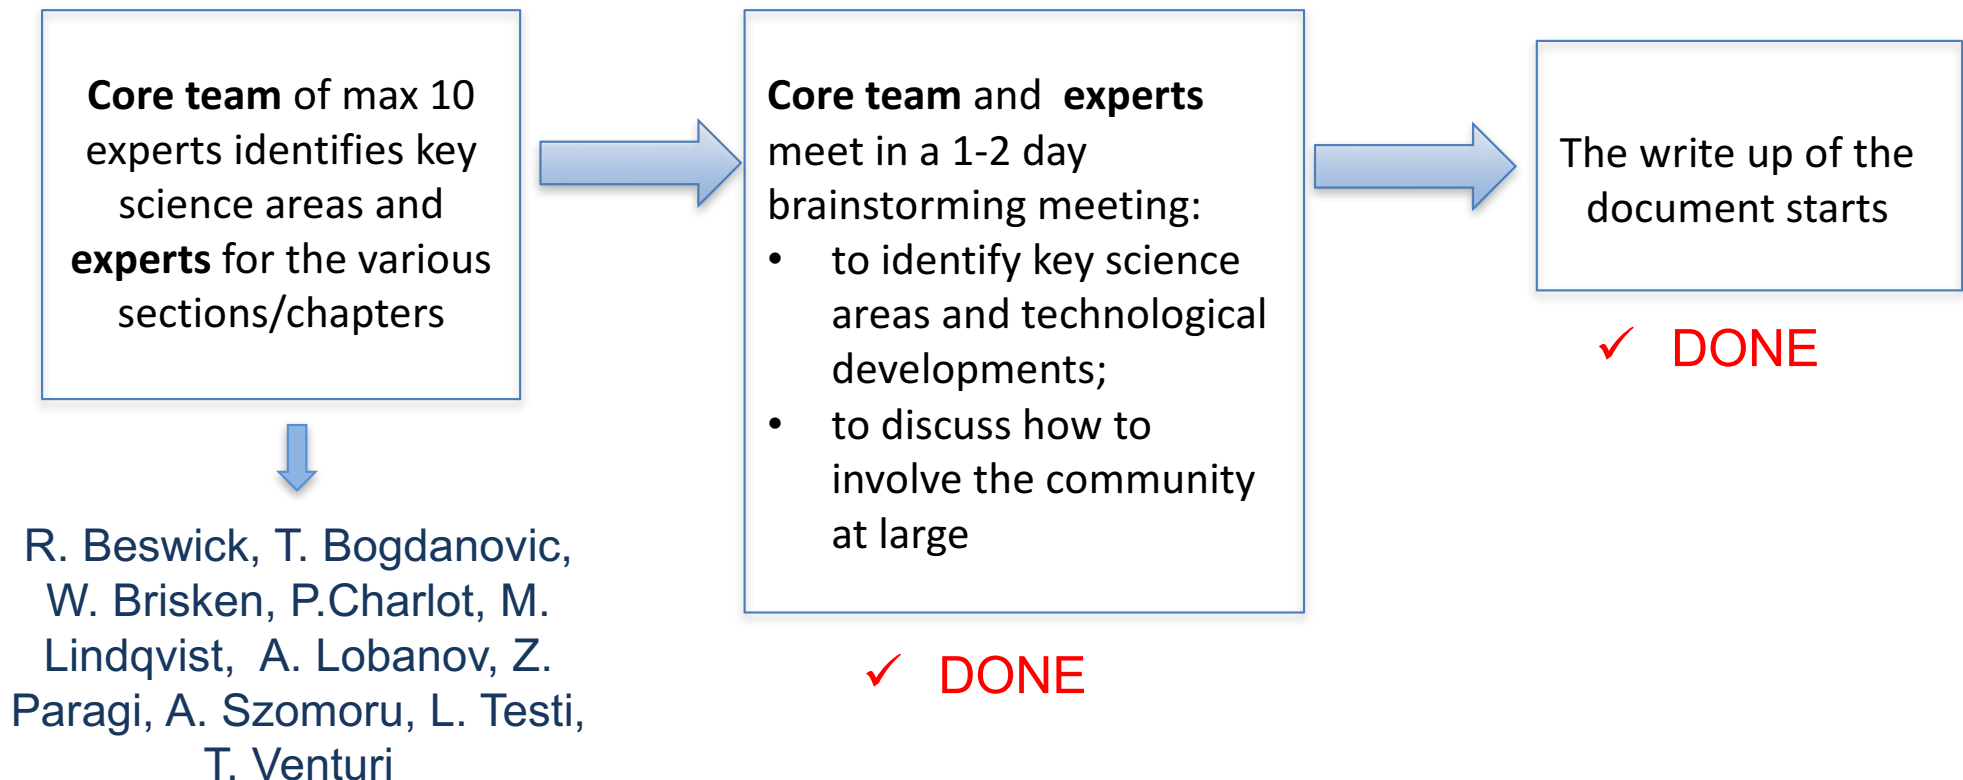 Core team of max 10
experts identifies key
science areas and
experts for the various
sections/chapters
R. Beswick, T. Bogdanovic,
W. Brisken, P.Charlot, M.
Lindqvist, A. Lobanov, Z.
Paragi, A. Szomoru, L. Testi,
T. Venturi
Core team and experts
meet in a 1-2 day
brainstorming meeting:
• to identify key science
areas and technological
developments;
• to discuss how to
involve the community
at large
✓ DONE
The write up of the
document starts
✓ DONE